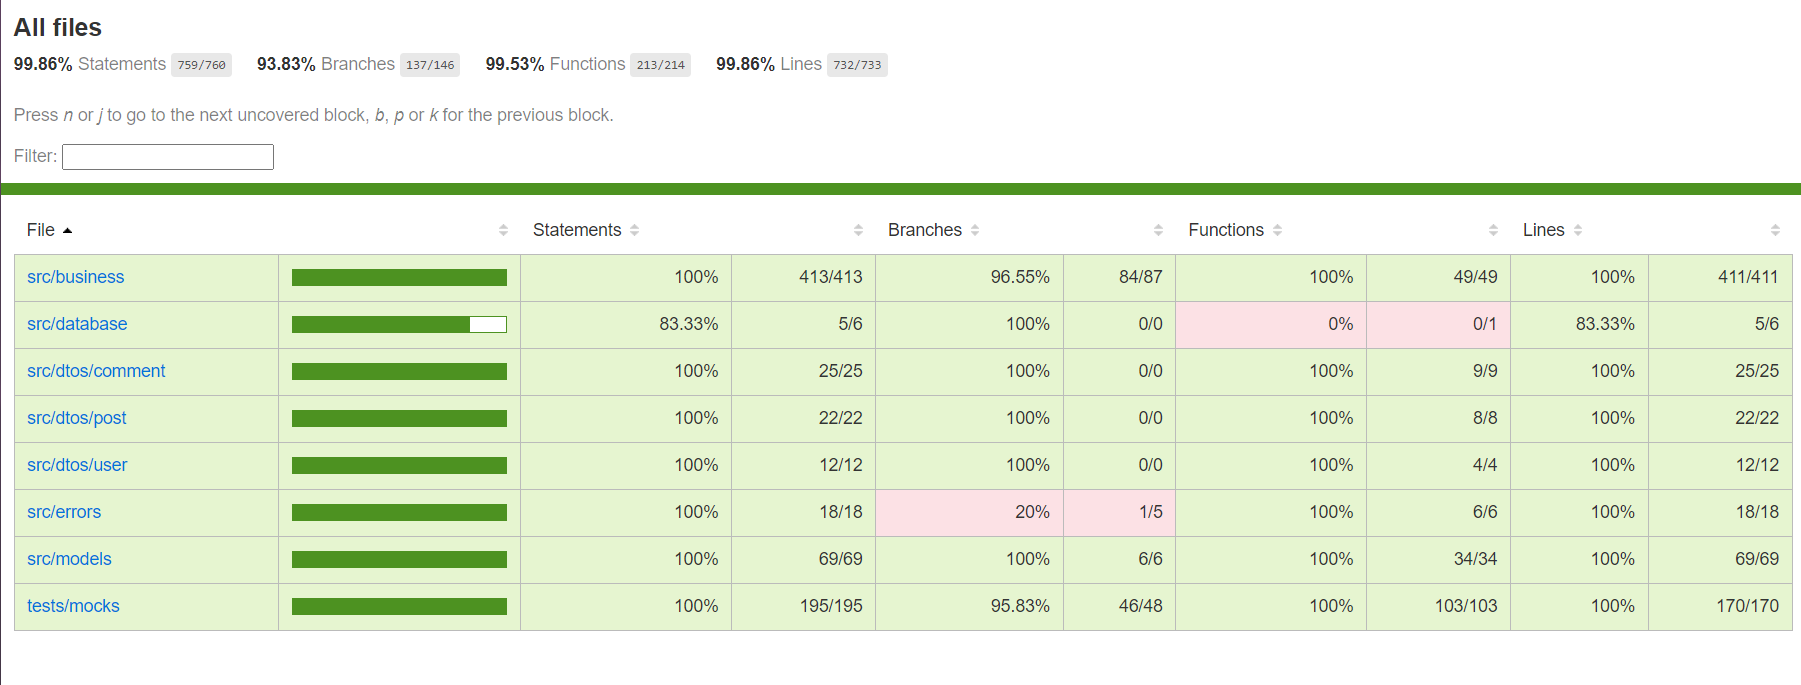 All files
99.86% Statements 759/760 93.83% Branches 137/146 99.53% Functions 213/214 99.86% Lines 732/733
Press n or j to go to the next uncovered block, b, p or k for the previous block.
Filter:
File Statements Branches Functions Lines
src/business 100% 413/413 96.55% 84/87 100% 49/49 100% 411/411
src/database 83.33% 5/6 100% 0/0 0% 0/1 83.33% 5/6
src/dtos/comment 100% 25/25 100% 0/0 100% 9/9 100% 25/25
src/dtos/post 100% 22/22 100% 0/0 100% 8/8 100% 22/22
src/dtos/user 100% 12/12 100% 0/0 100% 4/4 100% 12/12
src/errors 100% 18/18 20% 1/5 100% 6/6 100% 18/18
src/models 100% 69/69 100% 6/6 100% 34/34 100% 69/69
tests/mocks 100% 195/195 95.83% 46/48 100% 103/103 100% 170/170